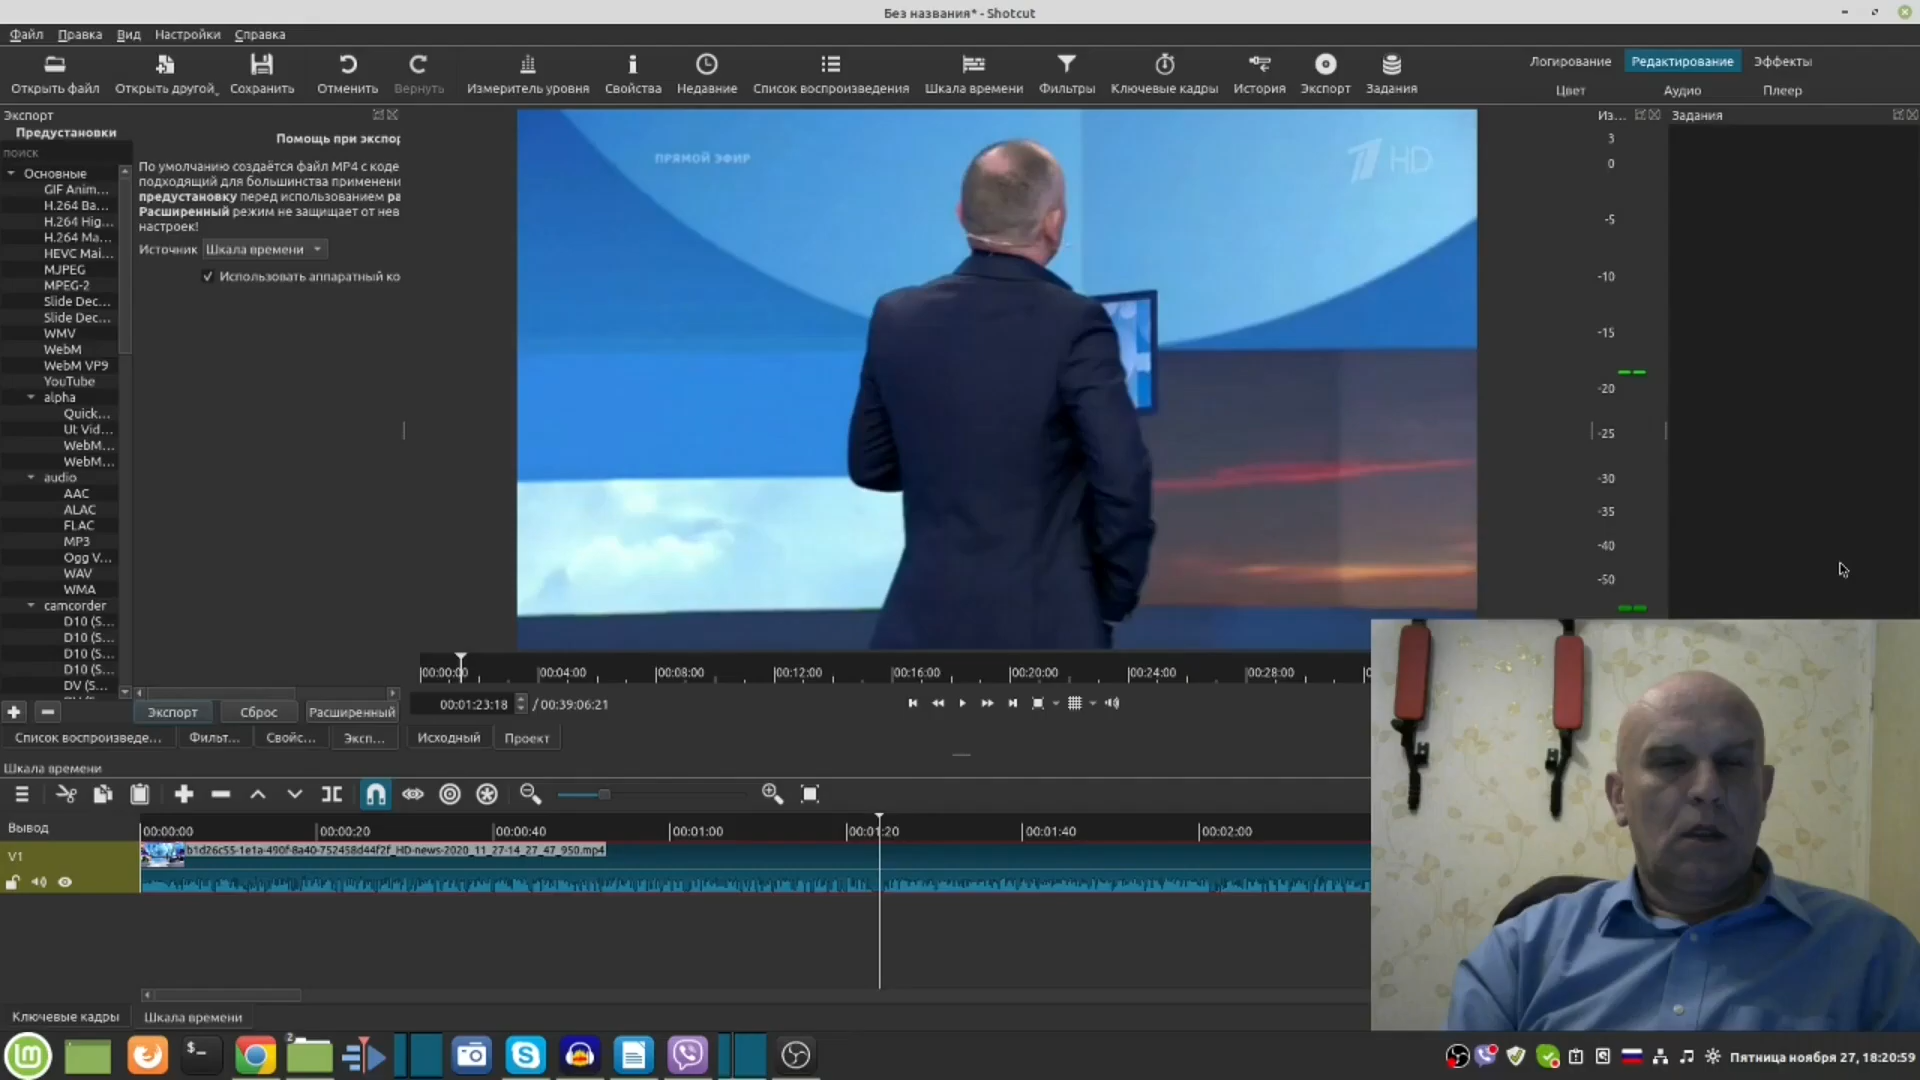 Без названия* - Shotcut
Файл Правка Вид Настройки Справка
Открыть файл Открыть другой. Сохранить Отменить Вернуть Измеритель уровня Свойства Недавние Список воспроизведения Шкала времени Фильтры Ключевые кадры История Экспорт Задания
Логирование Редактирование Эффекты
Цвет Аудио Плеер
Экспорт
Предустановки
поиск
Основные
GIF Anim...
H.264 Ba...
H.264 Hig...
H.264 Ma...
HEVC Mai...
MJPEG
MPEG-2
Slide Dec...
Slide Dec...
WMV
WebM
WebM VP9
YouTube
alpha
Quick...
Ut Vid...
WebM...
WebM...
audio
AAC
ALAC
FLAC
MP3
Ogg V...
WAV
WMA
camcorder
D10 (S...
D10 (S...
D10 (S...
D10 (S...
DV (S...
Помощь при экспор
По умолчанию создаётся файл MP4 с коде
подходящий для большинства применени
предустановку перед использованием ра
Расширенный режим не защищает от нев
настроек!
Источник Шкала времени
Использовать аппаратный ко
Экспорт Сброс Расширенный
Список воспроизведе... Фильт... Свойс... Эксп...
ПРЯМОЙ ЭФИР
1 HD
00:00:00 00:04:00 00:08:00 00:12:00 00:16:00 00:20:00 00:24:00 00:28:00
00:01:23:18 / 00:39:06:21
Исходный Проект
Из...
3
0
-5
-10
-15
-20
-25
-30
-35
-40
-50
Задания
Шкала времени
Вывод
00:00:00 00:00:20 00:00:40 00:01:00 00:01:20 00:01:40 00:02:00
V1
b1d26c55-1e1a-490f-8a40-752458d44f2f_HD-news-2020_11_27-14_27_47_950.mp4
Ключевые кадры Шкала времени
2
Пятница ноября 27, 18:20:59